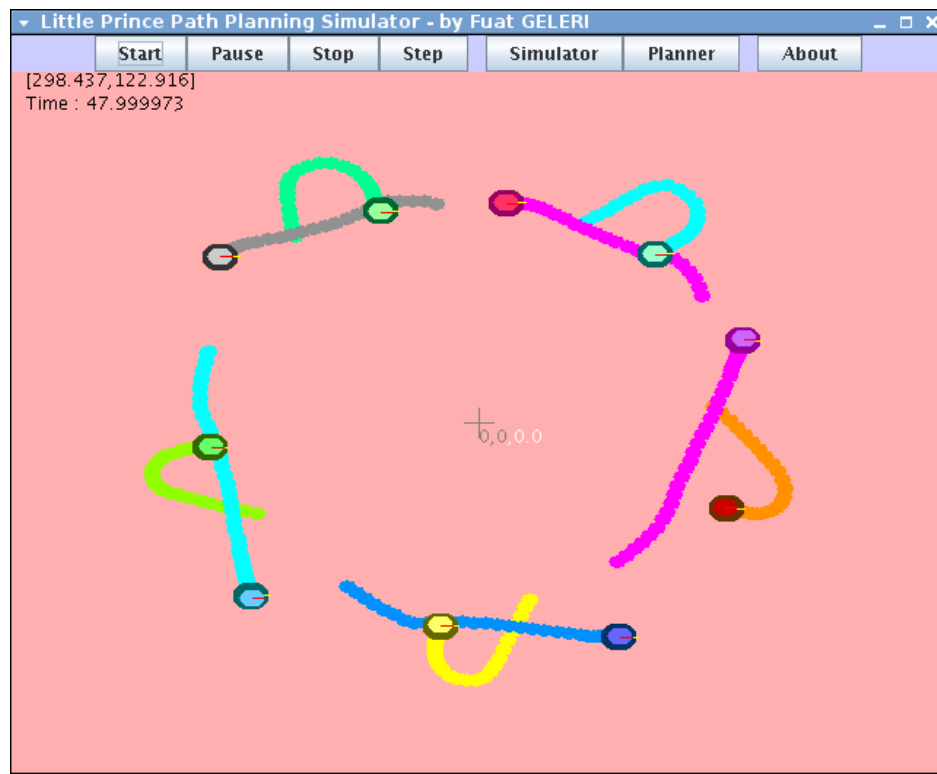 Little Prince Path Planning Simulator - by Fuat GELERI
Start Pause Stop Step Simulator Planner About
[298.437,122.916]
Time : 47.999973
0,0,0.0